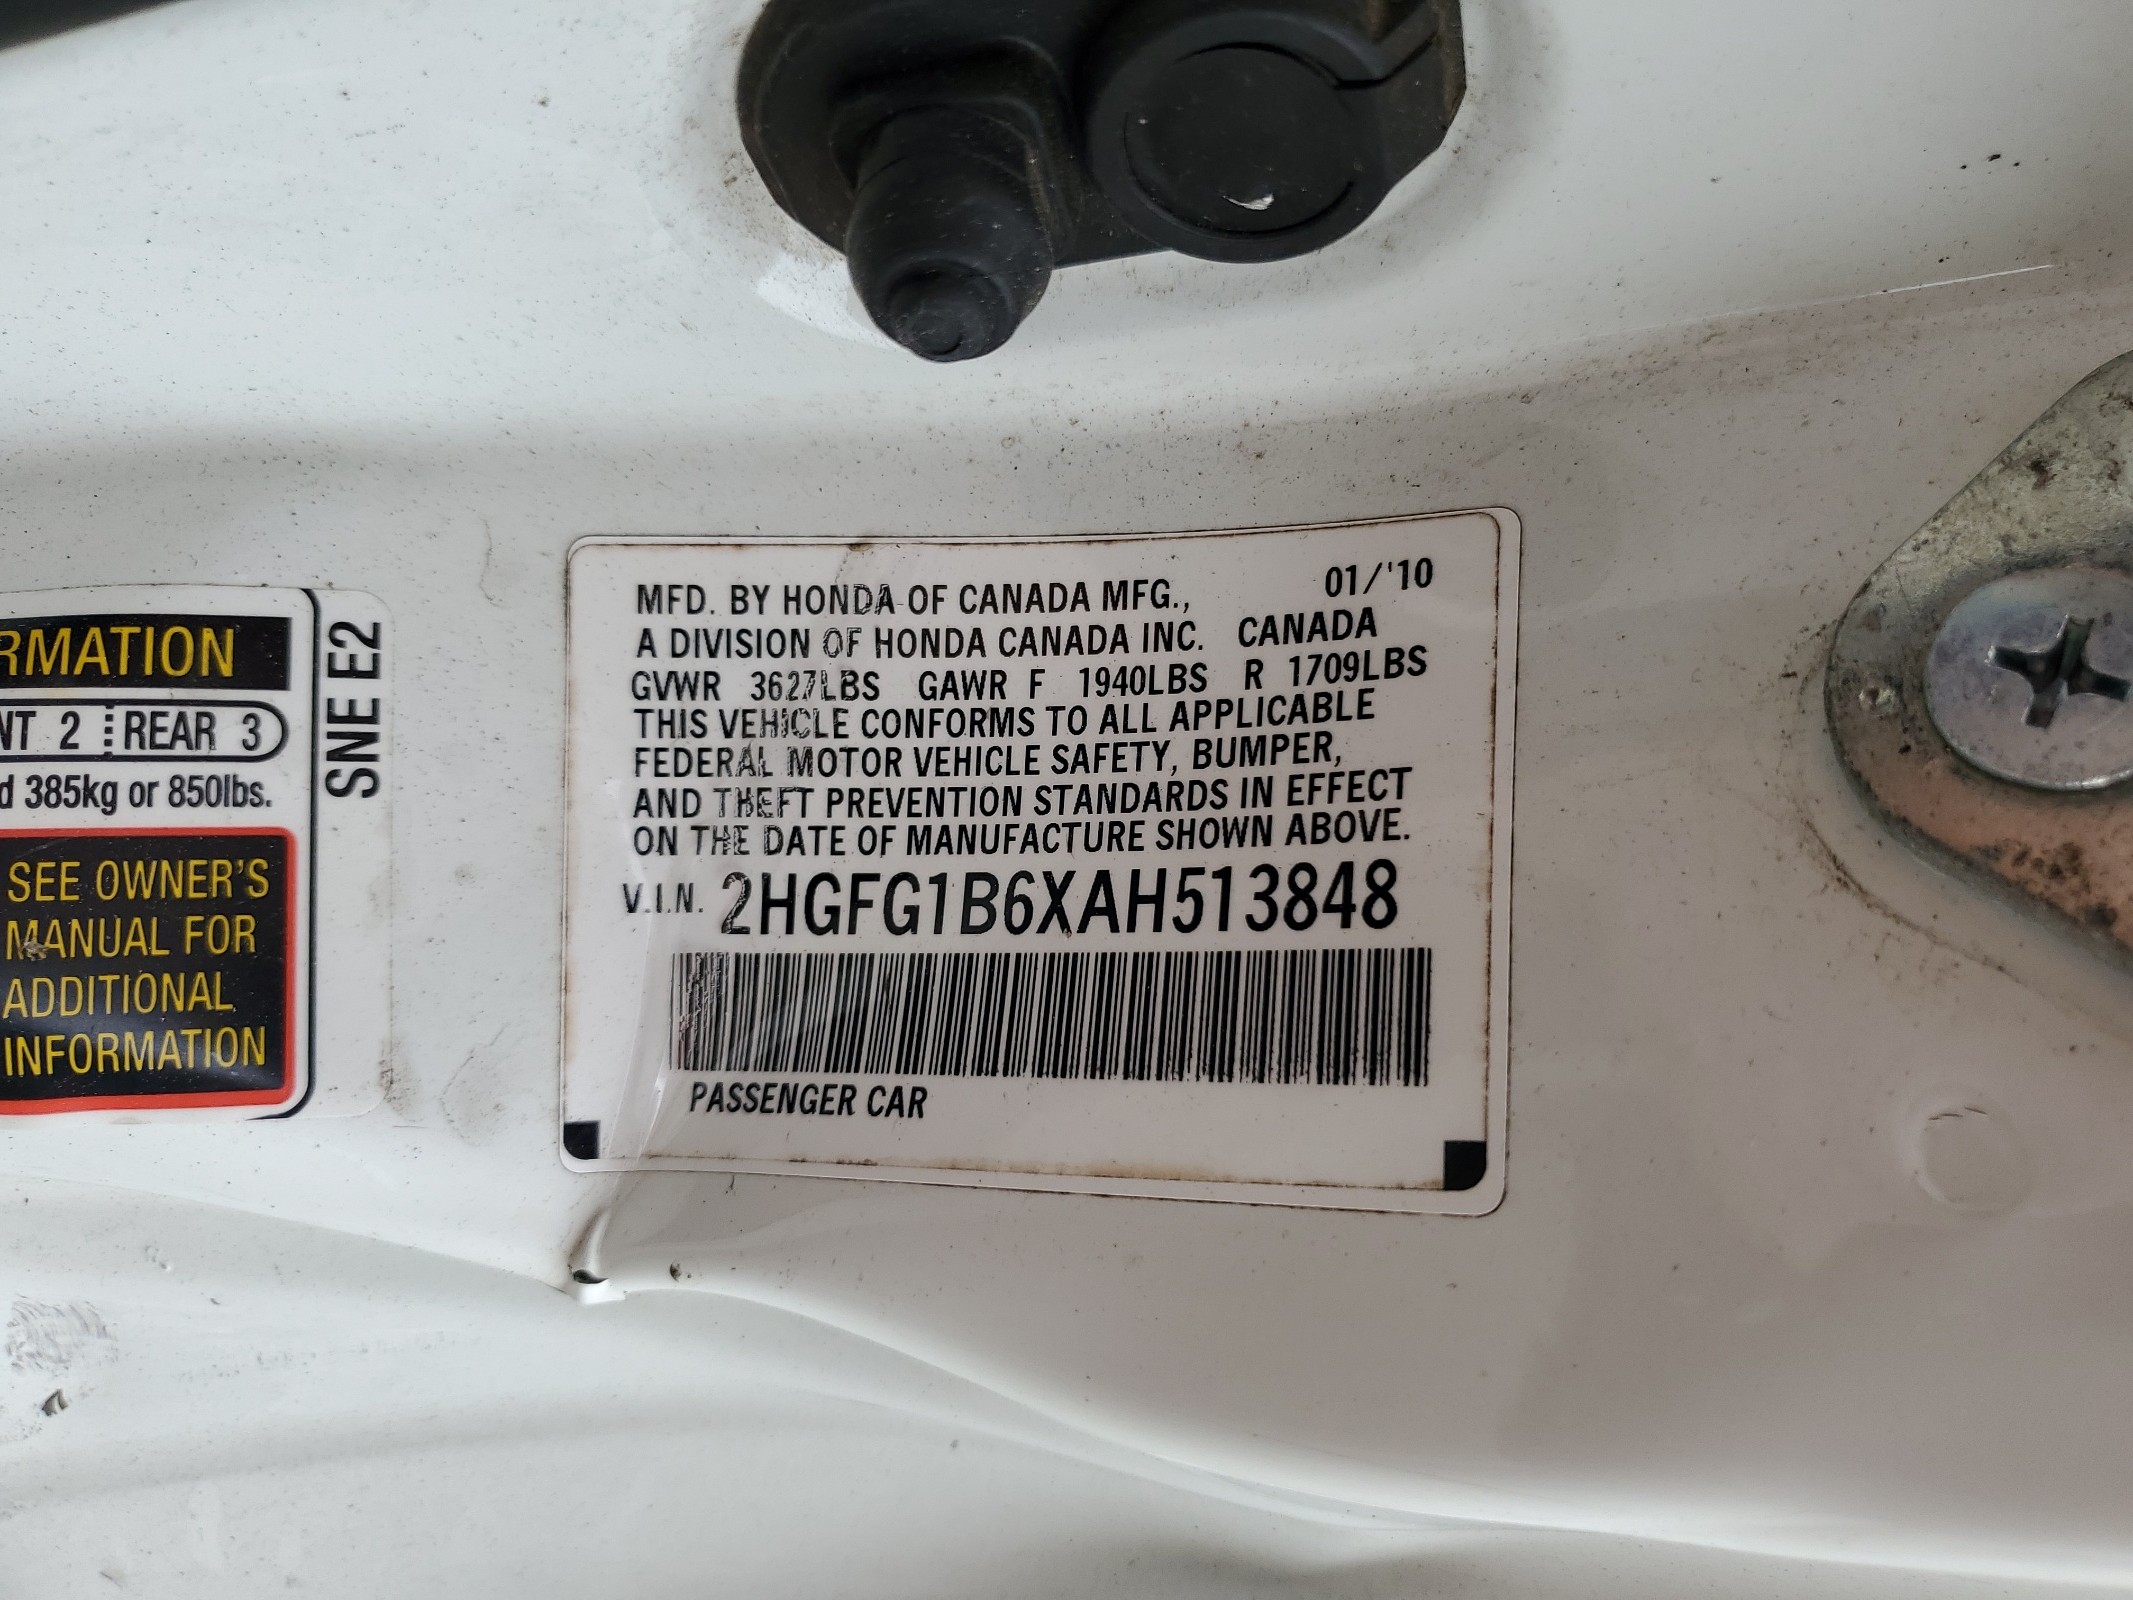 MFD. BY HONDA OF CANADA MFG., 01/'10
A DIVISION OF HONDA CANADA INC. CANADA
GVWR 3627LBS GAWR F 1940LBS R 1709LBS
THIS VEHICLE CONFORMS TO ALL APPLICABLE
FEDERAL MOTOR VEHICLE SAFETY, BUMPER,
AND THEFT PREVENTION STANDARDS IN EFFECT
ON THE DATE OF MANUFACTURE SHOWN ABOVE.
V.I.N. 2HGFG1B6XAH513848
PASSENGER CAR
RMATION
NT 2 REAR 3
d 385kg or 850lbs.
SEE OWNER'S
MANUAL FOR
ADDITIONAL
INFORMATION
SNE E2